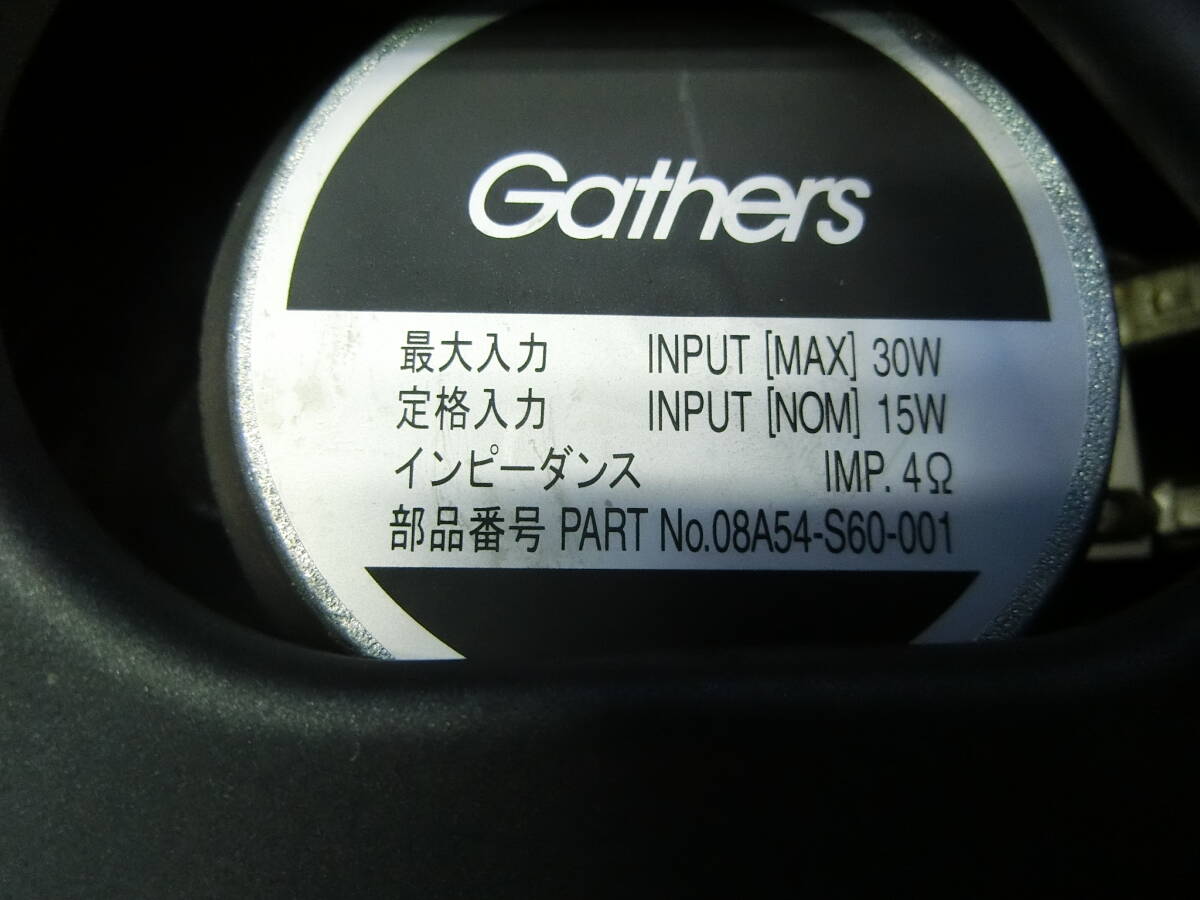 Gathers
最大入力 INPUT [MAX] 30W
定格入力 INPUT [NOM] 15W
インピーダンス IMP. 4Ω
部品番号 PART No.08A54-S60-001